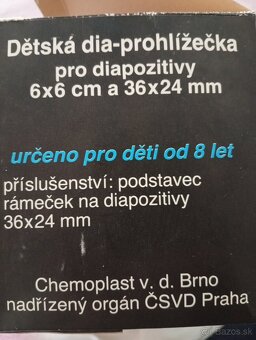 Dětská dia-prohlížečka
pro diapozitivy
6x6 cm a 36x24 mm
určeno pro děti od 8 let
příslušenství: podstavec
rámeček na diapozitivy
36x24 mm
Chemoplast v. d. Brno
nadřízený orgán ČSVD Praha